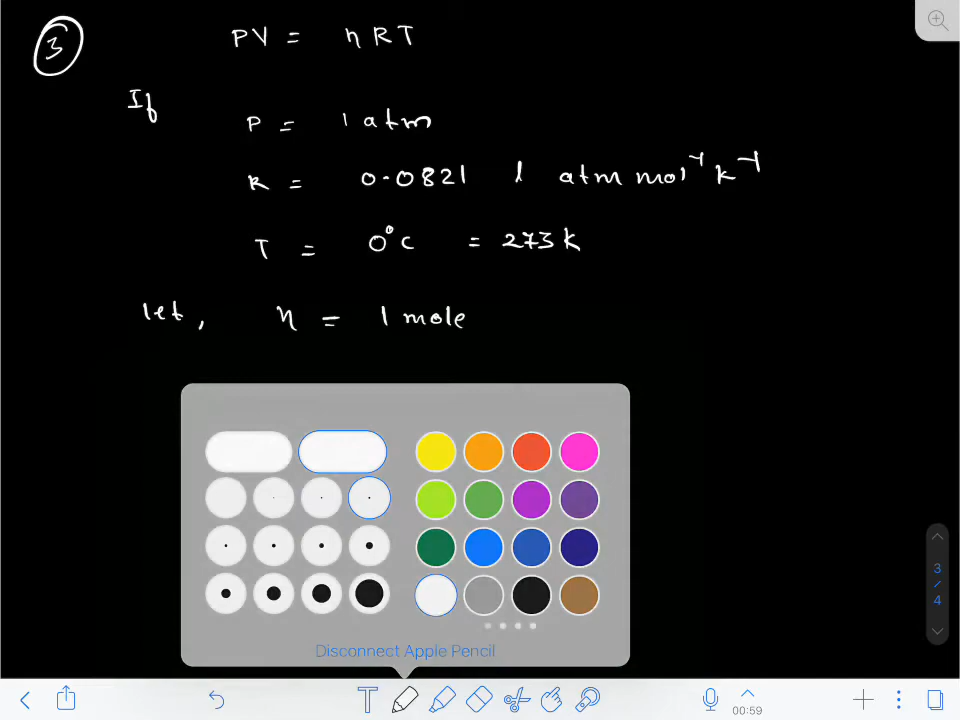 3 PV = n R T
If
P = 1 atm
R = 0.0821 l atm mol⁻¹ k⁻¹
T = 0°C = 273 k
let, n = 1 mole
Disconnect Apple Pencil
3 / 4
T
00:59